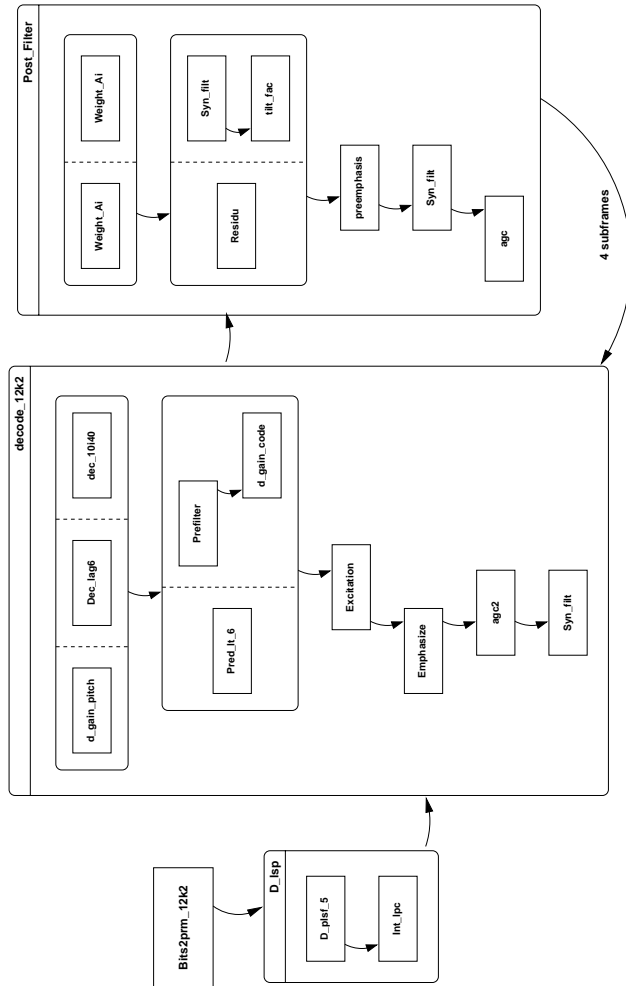 Bits2prm_12k2
D_lsp
D_plsf_5
Int_lpc
decode_12k2
d_gain_pitch
Dec_lag6
dec_10i40
Pred_lt_6
Prefilter
d_gain_code
Excitation
Emphasize
agc2
Syn_filt
Post_Filter
Weight_Ai
Weight_Ai
Residu
Syn_filt
tilt_fac
preemphasis
Syn_filt
agc
4 subframes